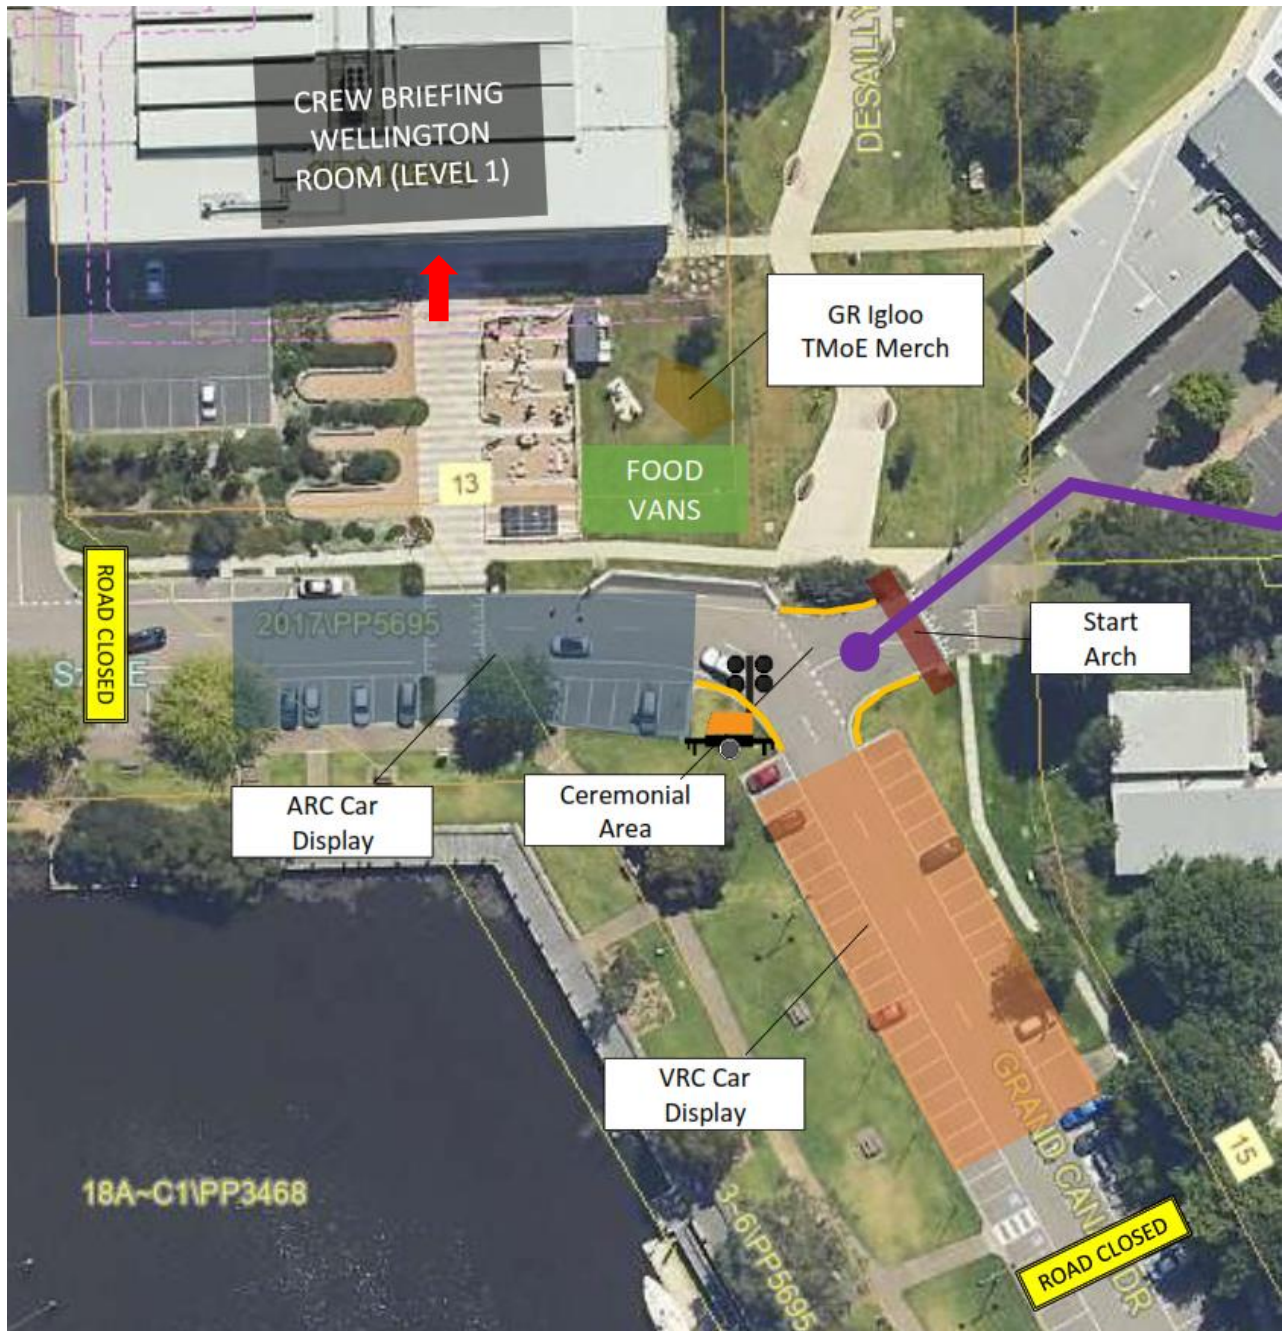 DESAILLY
CREW BRIEFING
WELLINGTON
ROOM (LEVEL 1)
GR Igloo
TMoE Merch
FOOD
VANS
13
ROAD CLOSED
2017\PP5695
Start
Arch
ARC Car
Display
Ceremonial
Area
VRC Car
Display
GRAND CANAL DR
15
18A~C1\PP3468
3~6\PP5695
ROAD CLOSED